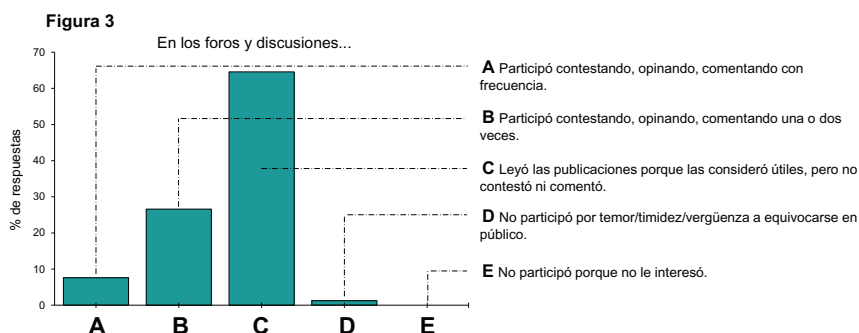 Figura 3
En los foros y discusiones...
% de respuestas
70
60
50
40
30
20
10
0
A
B
C
D
E
A Participó contestando, opinando, comentando con
frecuencia.
B Participó contestando, opinando, comentando una o dos
veces.
C Leyó las publicaciones porque las consideró útiles, pero no
contestó ni comentó.
D No participó por temor/timidez/vergüenza a equivocarse en
público.
E No participó porque no le interesó.